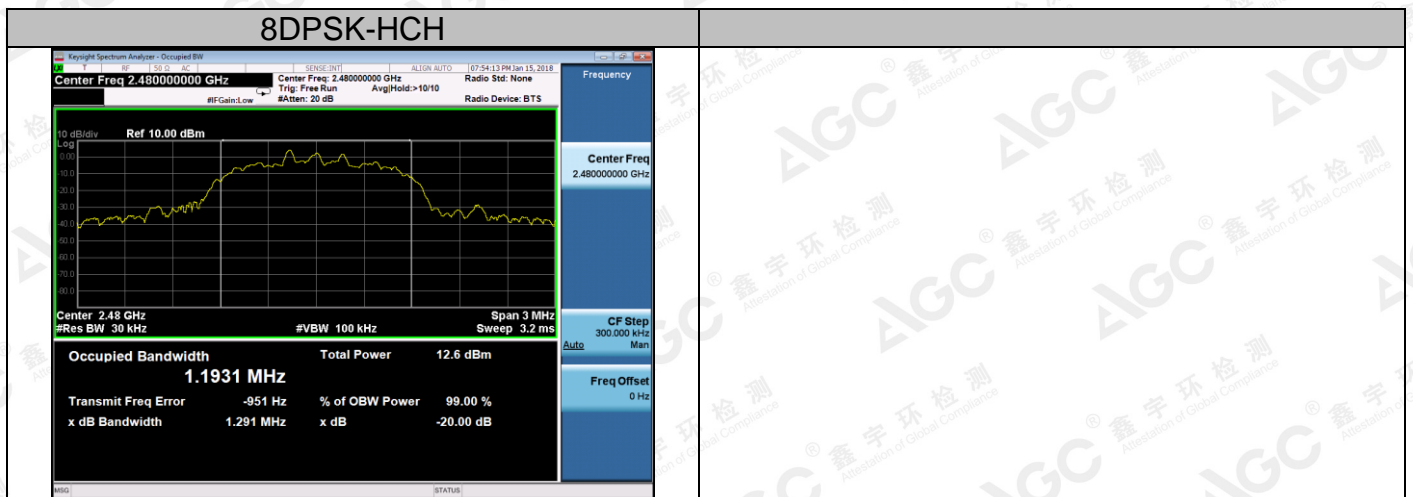 8DPSK-HCH
Keysight Spectrum Analyzer - Occupied BW
T RF 50 Ω AC SENSE:INT ALIGN AUTO 07:54:13 PM Jan 15, 2018
Center Freq 2.480000000 GHz
Center Freq: 2.480000000 GHz Radio Std: None
Trig: Free Run Avg|Hold:>10/10
#IFGain:Low #Atten: 20 dB Radio Device: BTS
Frequency
10 dB/div Ref 10.00 dBm
Log
0.00
-10.0
-20.0
-30.0
-40.0
-50.0
-60.0
-70.0
-80.0
Center Freq
2.480000000 GHz
Center 2.48 GHz Span 3 MHz
#Res BW 30 kHz #VBW 100 kHz Sweep 3.2 ms
CF Step
300.000 kHz
Auto Man
Occupied Bandwidth Total Power 12.6 dBm
1.1931 MHz
Transmit Freq Error -951 Hz % of OBW Power 99.00 %
x dB Bandwidth 1.291 MHz x dB -20.00 dB
Freq Offset
0 Hz
MSG STATUS
AGC ® 鑫宇环检测
Attestation of Global Compliance